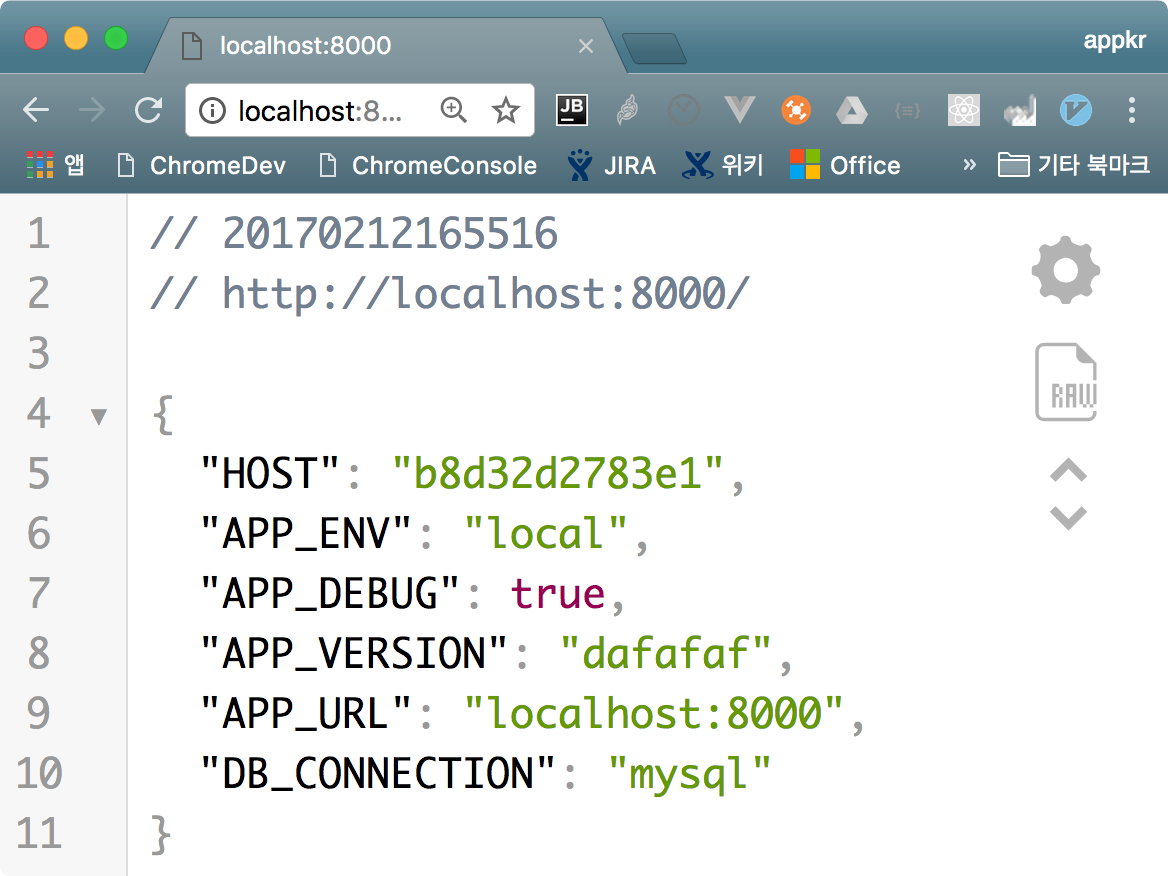 localhost:8000
appkr
localhost:8...
JB
앱 ChromeDev ChromeConsole JIRA 위키 Office » 기타 북마크
1 // 20170212165516
2 // http://localhost:8000/
3
4 {
5 "HOST": "b8d32d2783e1",
6 "APP_ENV": "local",
7 "APP_DEBUG": true,
8 "APP_VERSION": "dafafaf",
9 "APP_URL": "localhost:8000",
10 "DB_CONNECTION": "mysql"
11 }
RAW